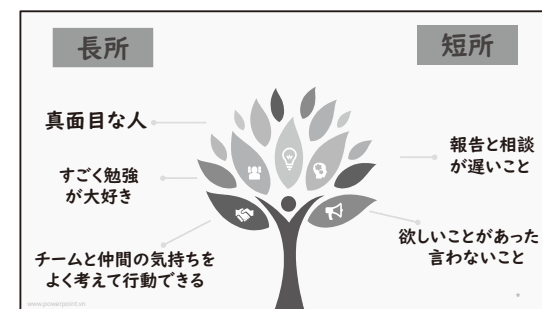 長所
短所
真面目な人
すごく勉強
が大好き
チームと仲間の気持ちを
よく考えて行動できる
報告と相談
が遅いこと
欲しいことがあった
言わないこと
www.powerpoint.vn